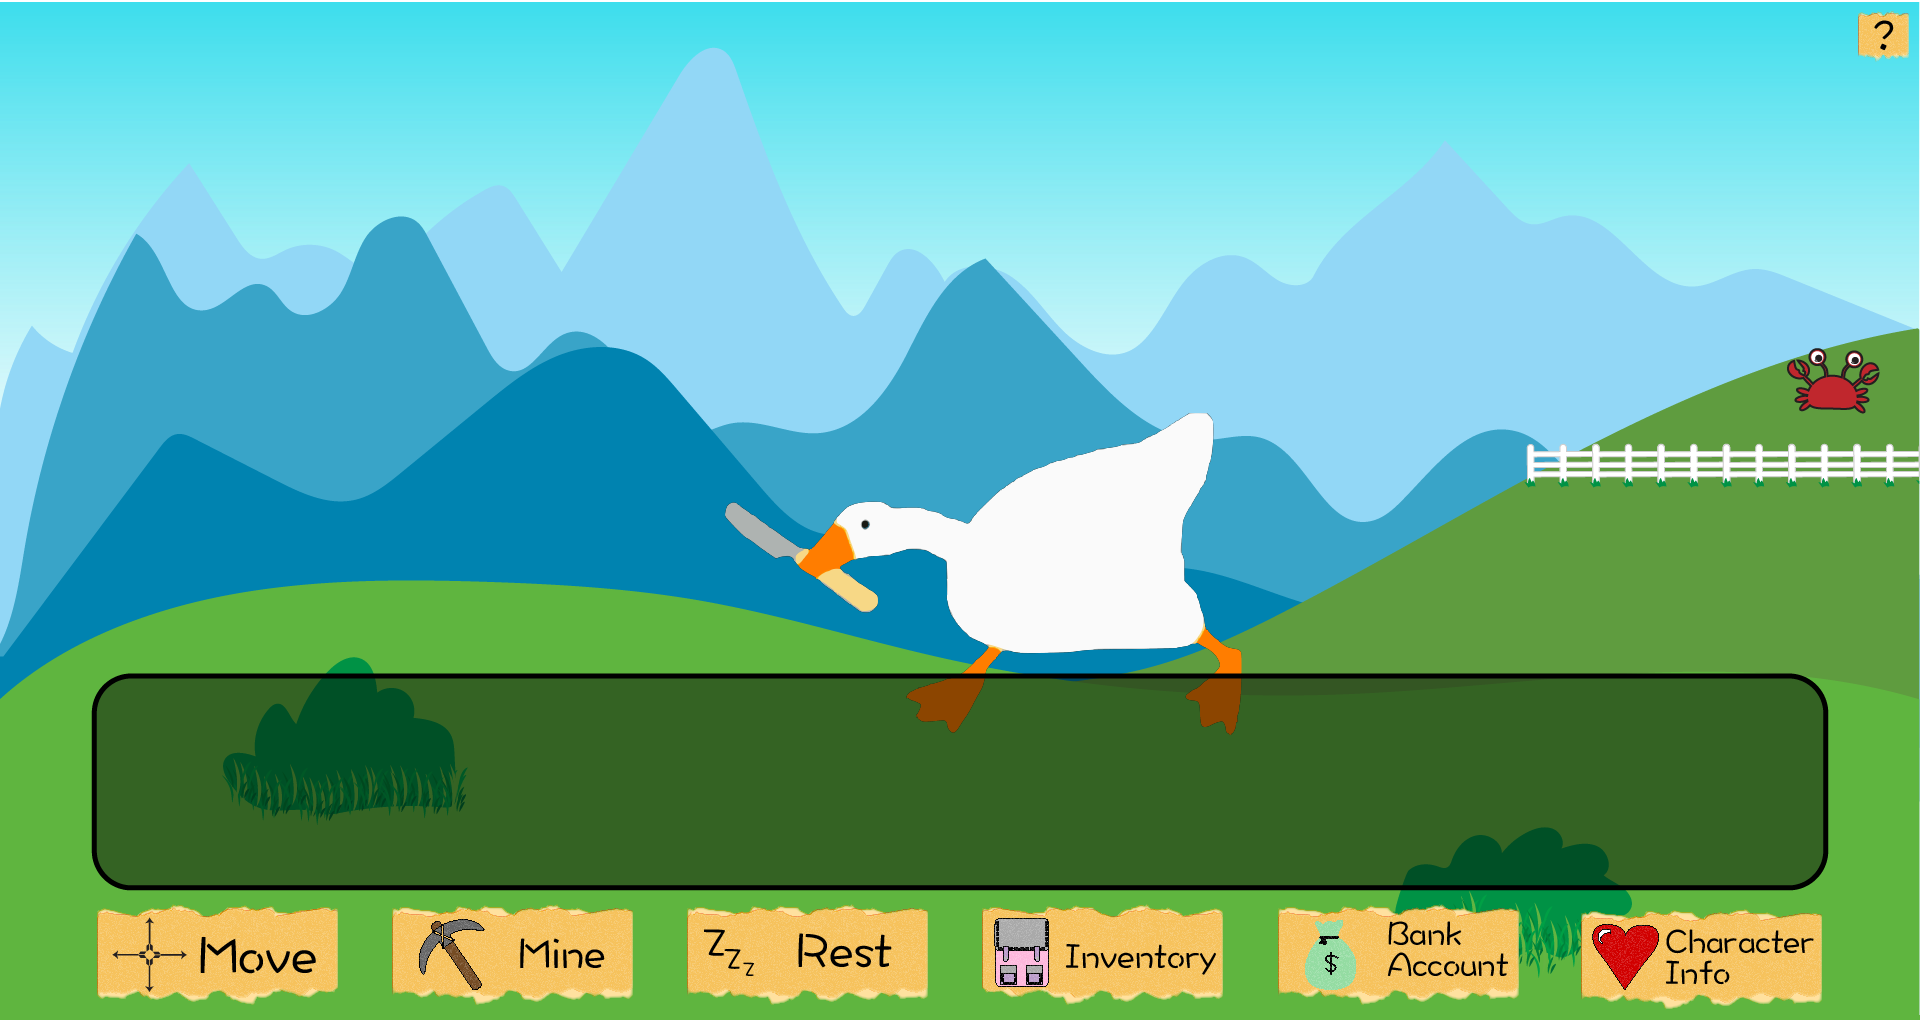 ?
Move
Mine
Zzz
Rest
Inventory
$
Bank
Account
Character
Info